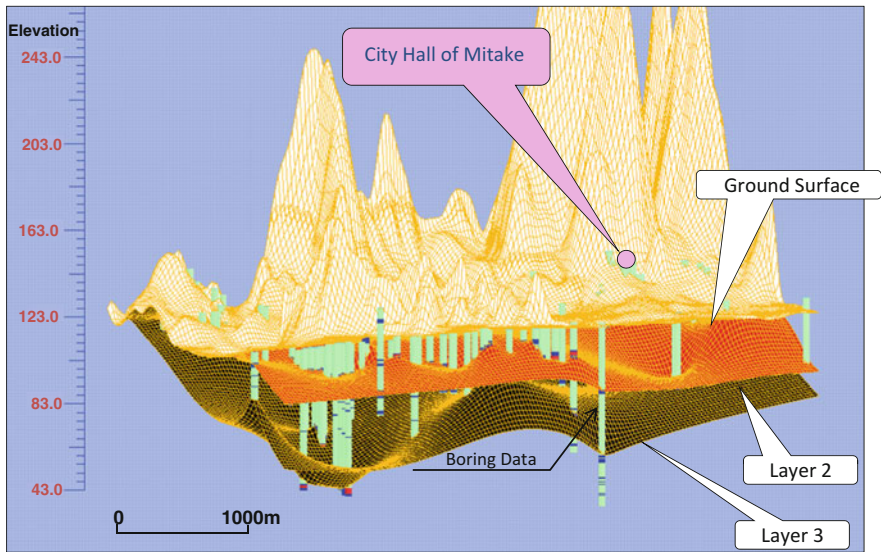 Elevation
243.0
203.0
163.0
123.0
83.0
43.0
City Hall of Mitake
Ground Surface
Boring Data
Layer 2
Layer 3
0 1000m